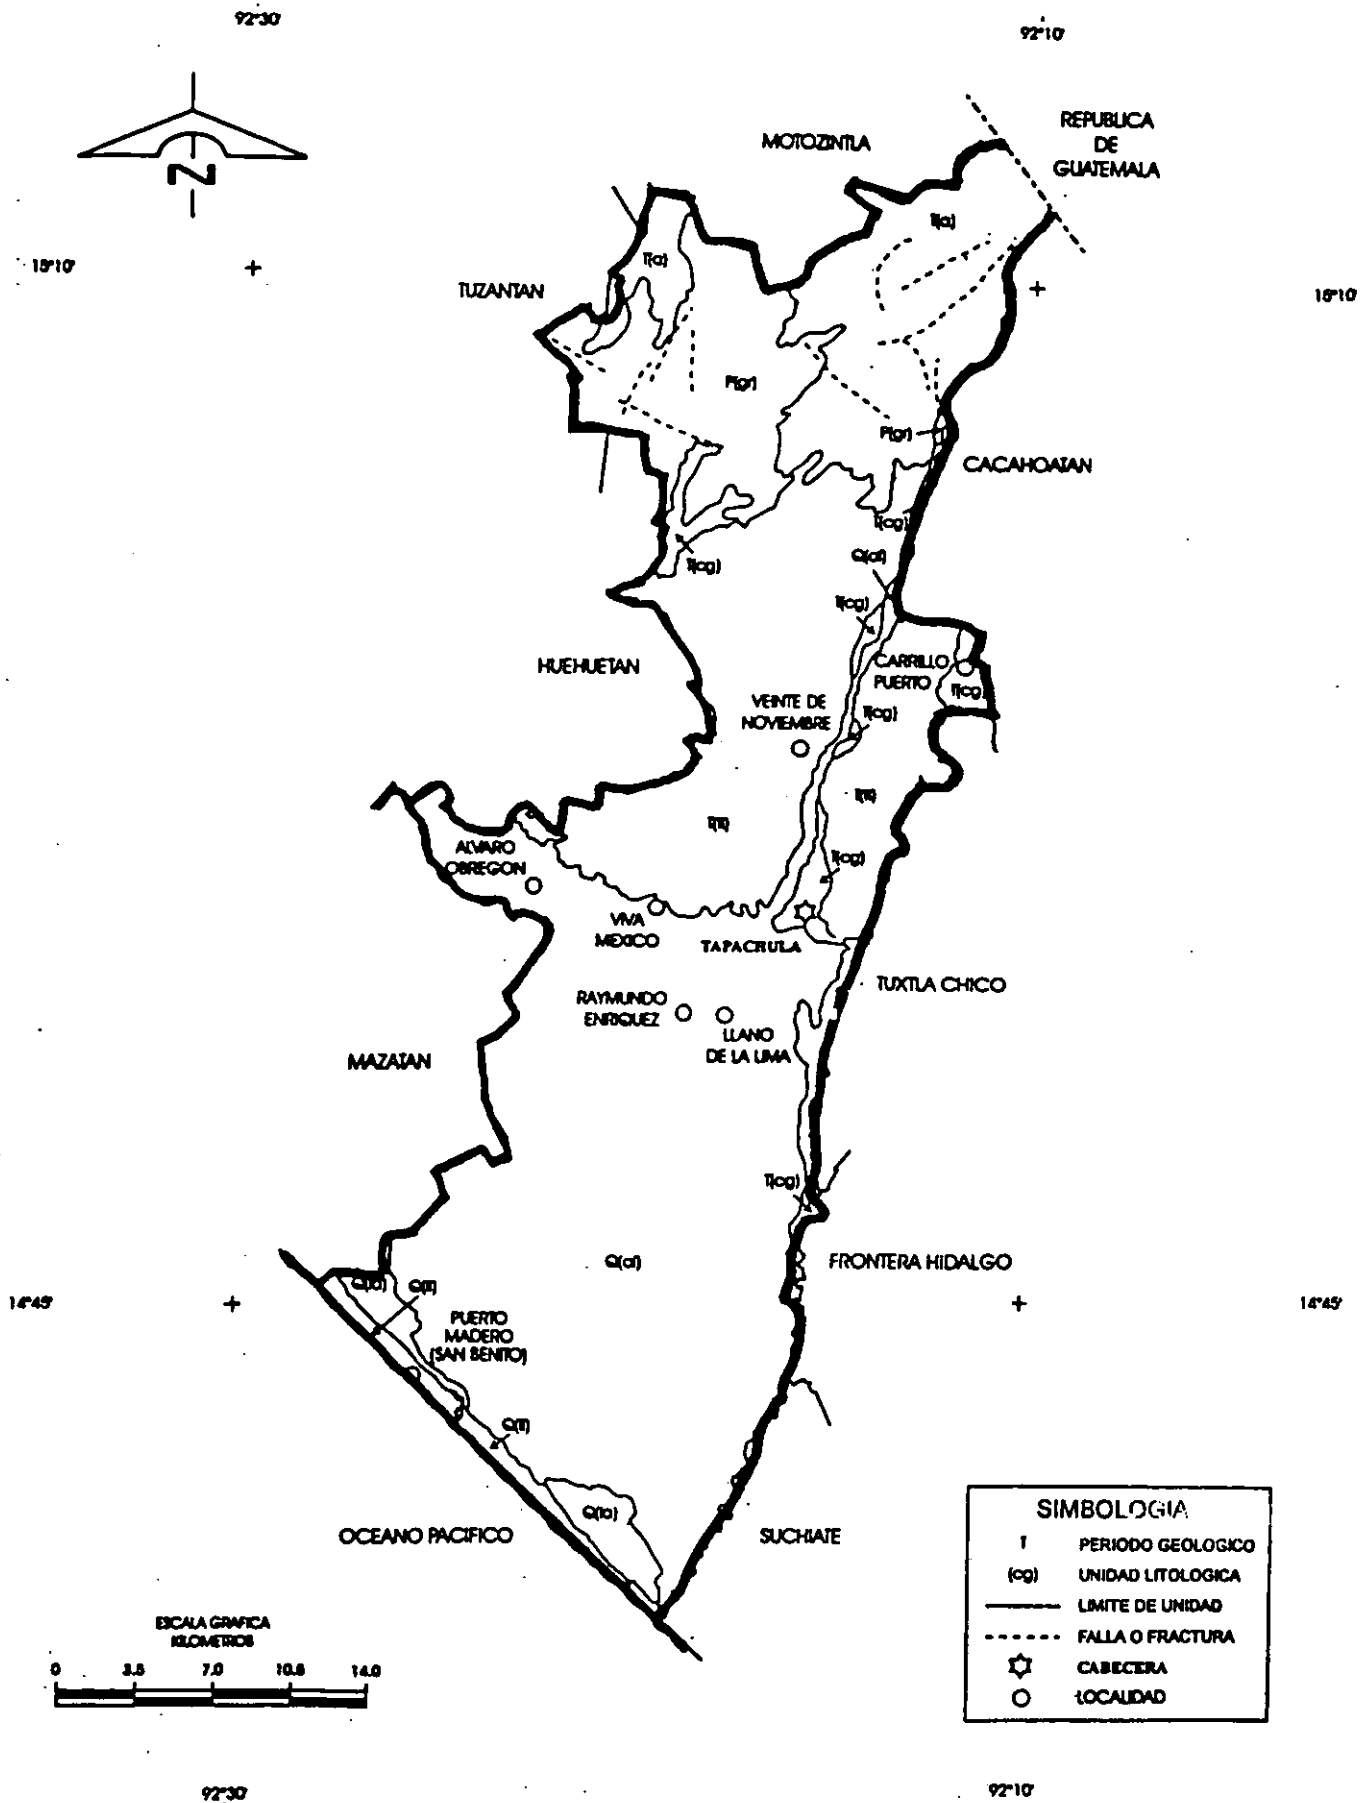 92°30'
92°10'
N
MOTOZINTLA
REPUBLICA
DE
GUATEMALA
T(a)
15°10'
T(a)
TUZANTAN
15°10'
P(gr)
P(gr)
CACAHOATAN
T(cg)
Q(al)
T(cg)
T(cg)
HUEHUETAN
CARRILLO
PUERTO
T(cg)
VEINTE DE
NOVIEMBRE
T(cg)
ALVARO
OBREGON
T(cg)
VIVA
MEXICO
TAPACHULA
TUXTLA CHICO
RAYMUNDO
ENRIQUEZ
LLANO
DE LA LIMA
MAZATAN
T(cg)
Q(al)
FRONTERA HIDALGO
Q(la)
Q(li)
14°45'
14°45'
PUERTO
MADERO
(SAN BENITO)
Q(li)
Q(la)
OCEANO PACIFICO
SUCHIATE
SIMBOLOGIA
T PERIODO GEOLOGICO
(cg) UNIDAD LITOLOGICA
LIMITE DE UNIDAD
FALLA O FRACTURA
CABECERA
LOCALIDAD
ESCALA GRAFICA
KILOMETROS
0 3.5 7.0 10.5 14.0
92°30'
92°10'